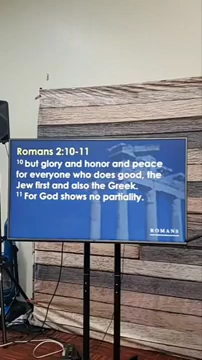 Romans 2:10-11
10 but glory and honor and peace
for everyone who does good, the
Jew first and also the Greek.
11 For God shows no partiality.
ROMANS